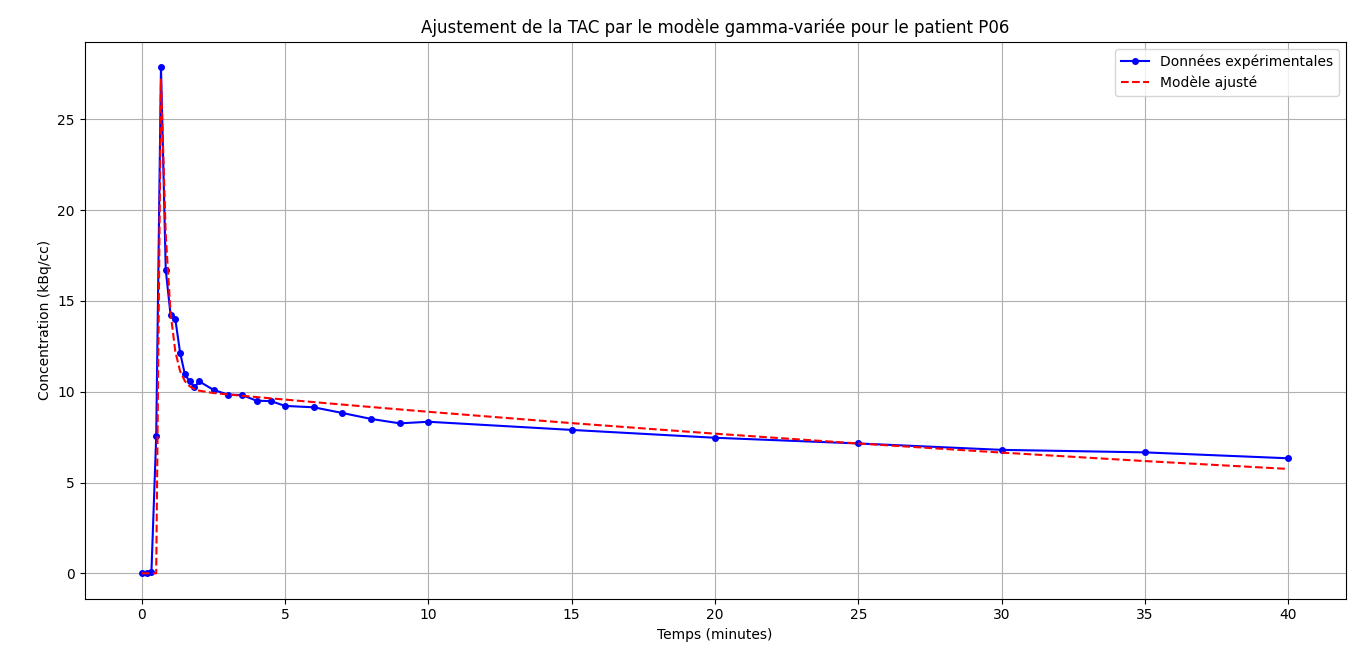 Ajustement de la TAC par le modèle gamma-variée pour le patient P06
Données expérimentales
Modèle ajusté
Concentration (kBq/cc)
25
20
15
10
5
0
0 5 10 15 20 25 30 35 40
Temps (minutes)